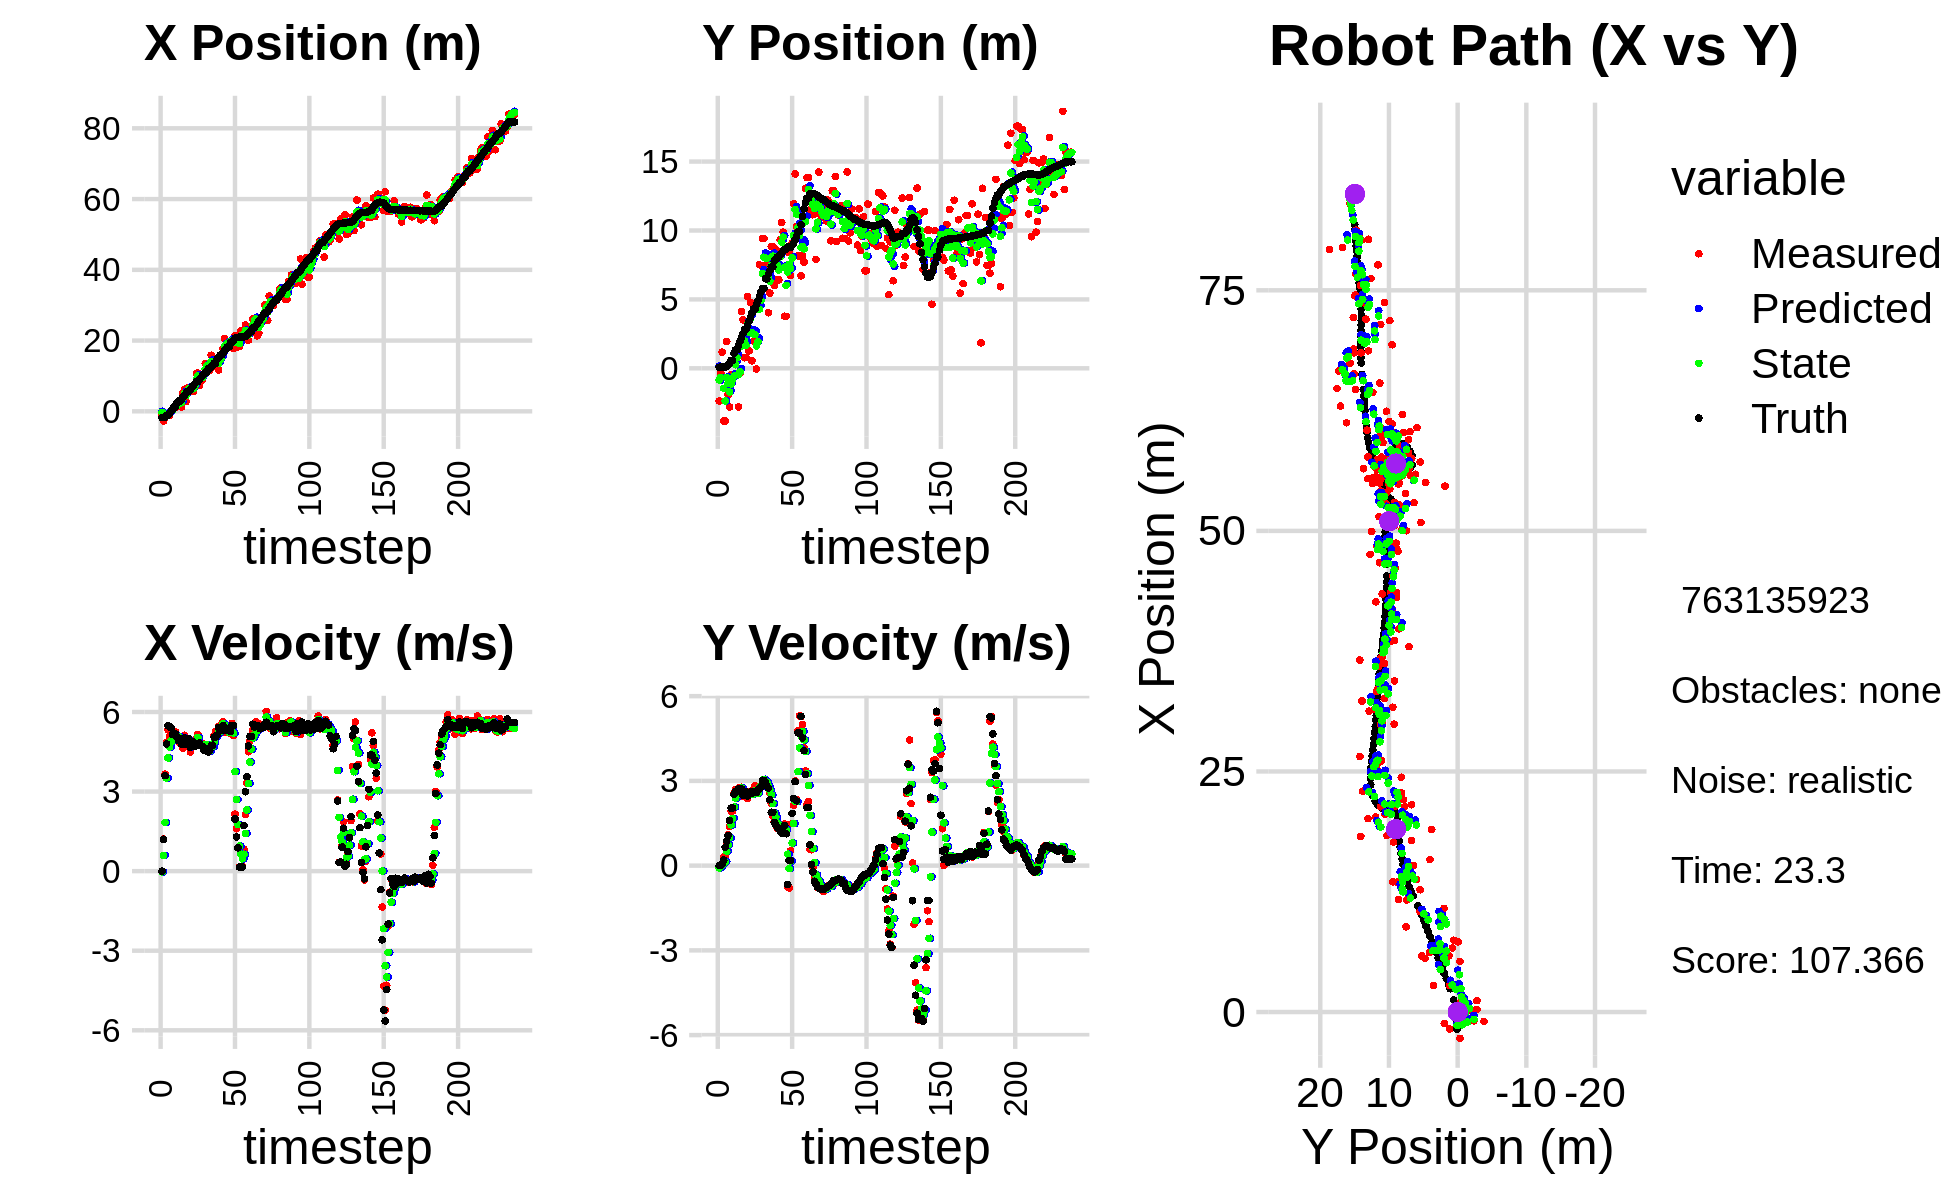 X Position (m)
80
60
40
20
0
0 50 100 150 200
timestep
Y Position (m)
15
10
5
0
0 50 100 150 200
timestep
X Velocity (m/s)
6
3
0
-3
-6
0 50 100 150 200
timestep
Y Velocity (m/s)
6
3
0
-3
-6
0 50 100 150 200
timestep
Robot Path (X vs Y)
X Position (m)
75
50
25
0
20 10 0 -10 -20
Y Position (m)
variable
Measured
Predicted
State
Truth
763135923
Obstacles: none
Noise: realistic
Time: 23.3
Score: 107.366